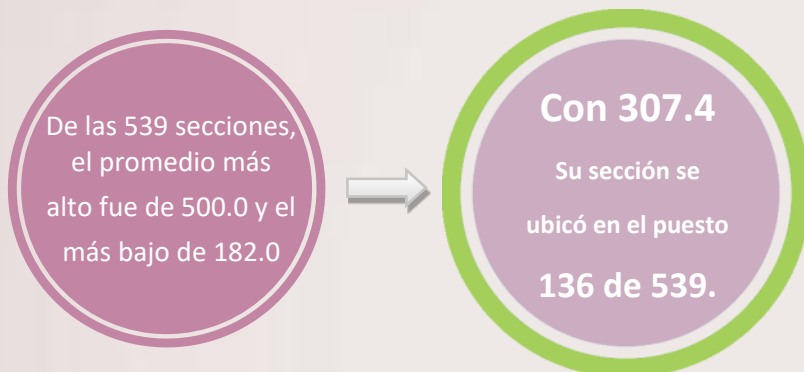 De las 539 secciones,
el promedio más
alto fue de 500.0 y el
más bajo de 182.0
Con 307.4
Su sección se
ubicó en el puesto
136 de 539.